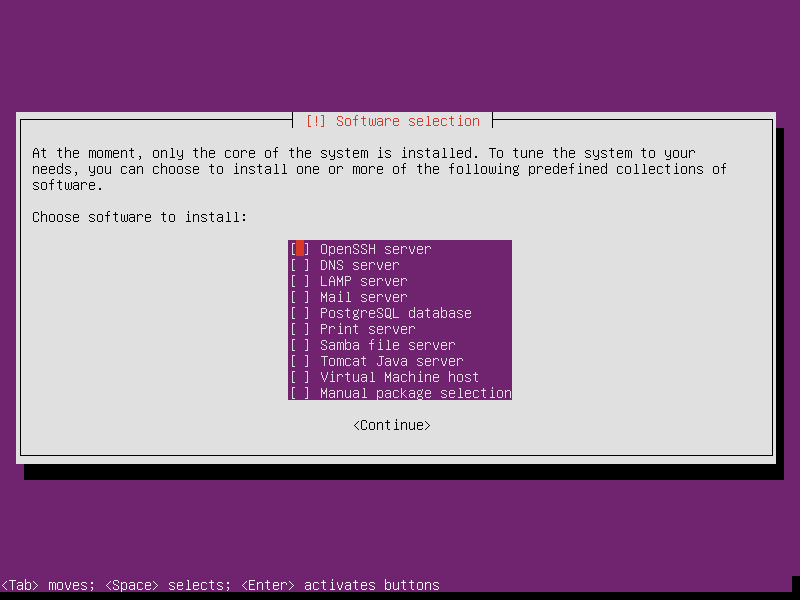 [!] Software selection
At the moment, only the core of the system is installed. To tune the system to your
needs, you can choose to install one or more of the following predefined collections of
software.
Choose software to install:
[ ] OpenSSH server
[ ] DNS server
[ ] LAMP server
[ ] Mail server
[ ] PostgreSQL database
[ ] Print server
[ ] Samba file server
[ ] Tomcat Java server
[ ] Virtual Machine host
[ ] Manual package selection
<Continue>
<Tab> moves; <Space> selects; <Enter> activates buttons